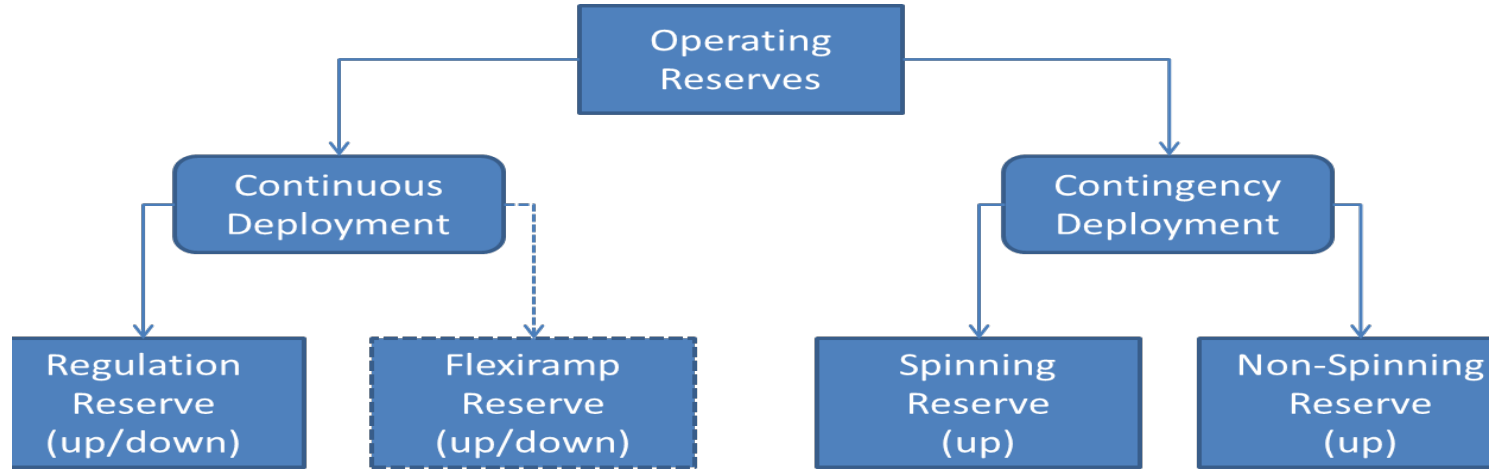 Operating
Reserves
Continuous
Deployment
Contingency
Deployment
Regulation
Reserve
(up/down)
Flexiramp
Reserve
(up/down)
Spinning
Reserve
(up)
Non-Spinning
Reserve
(up)